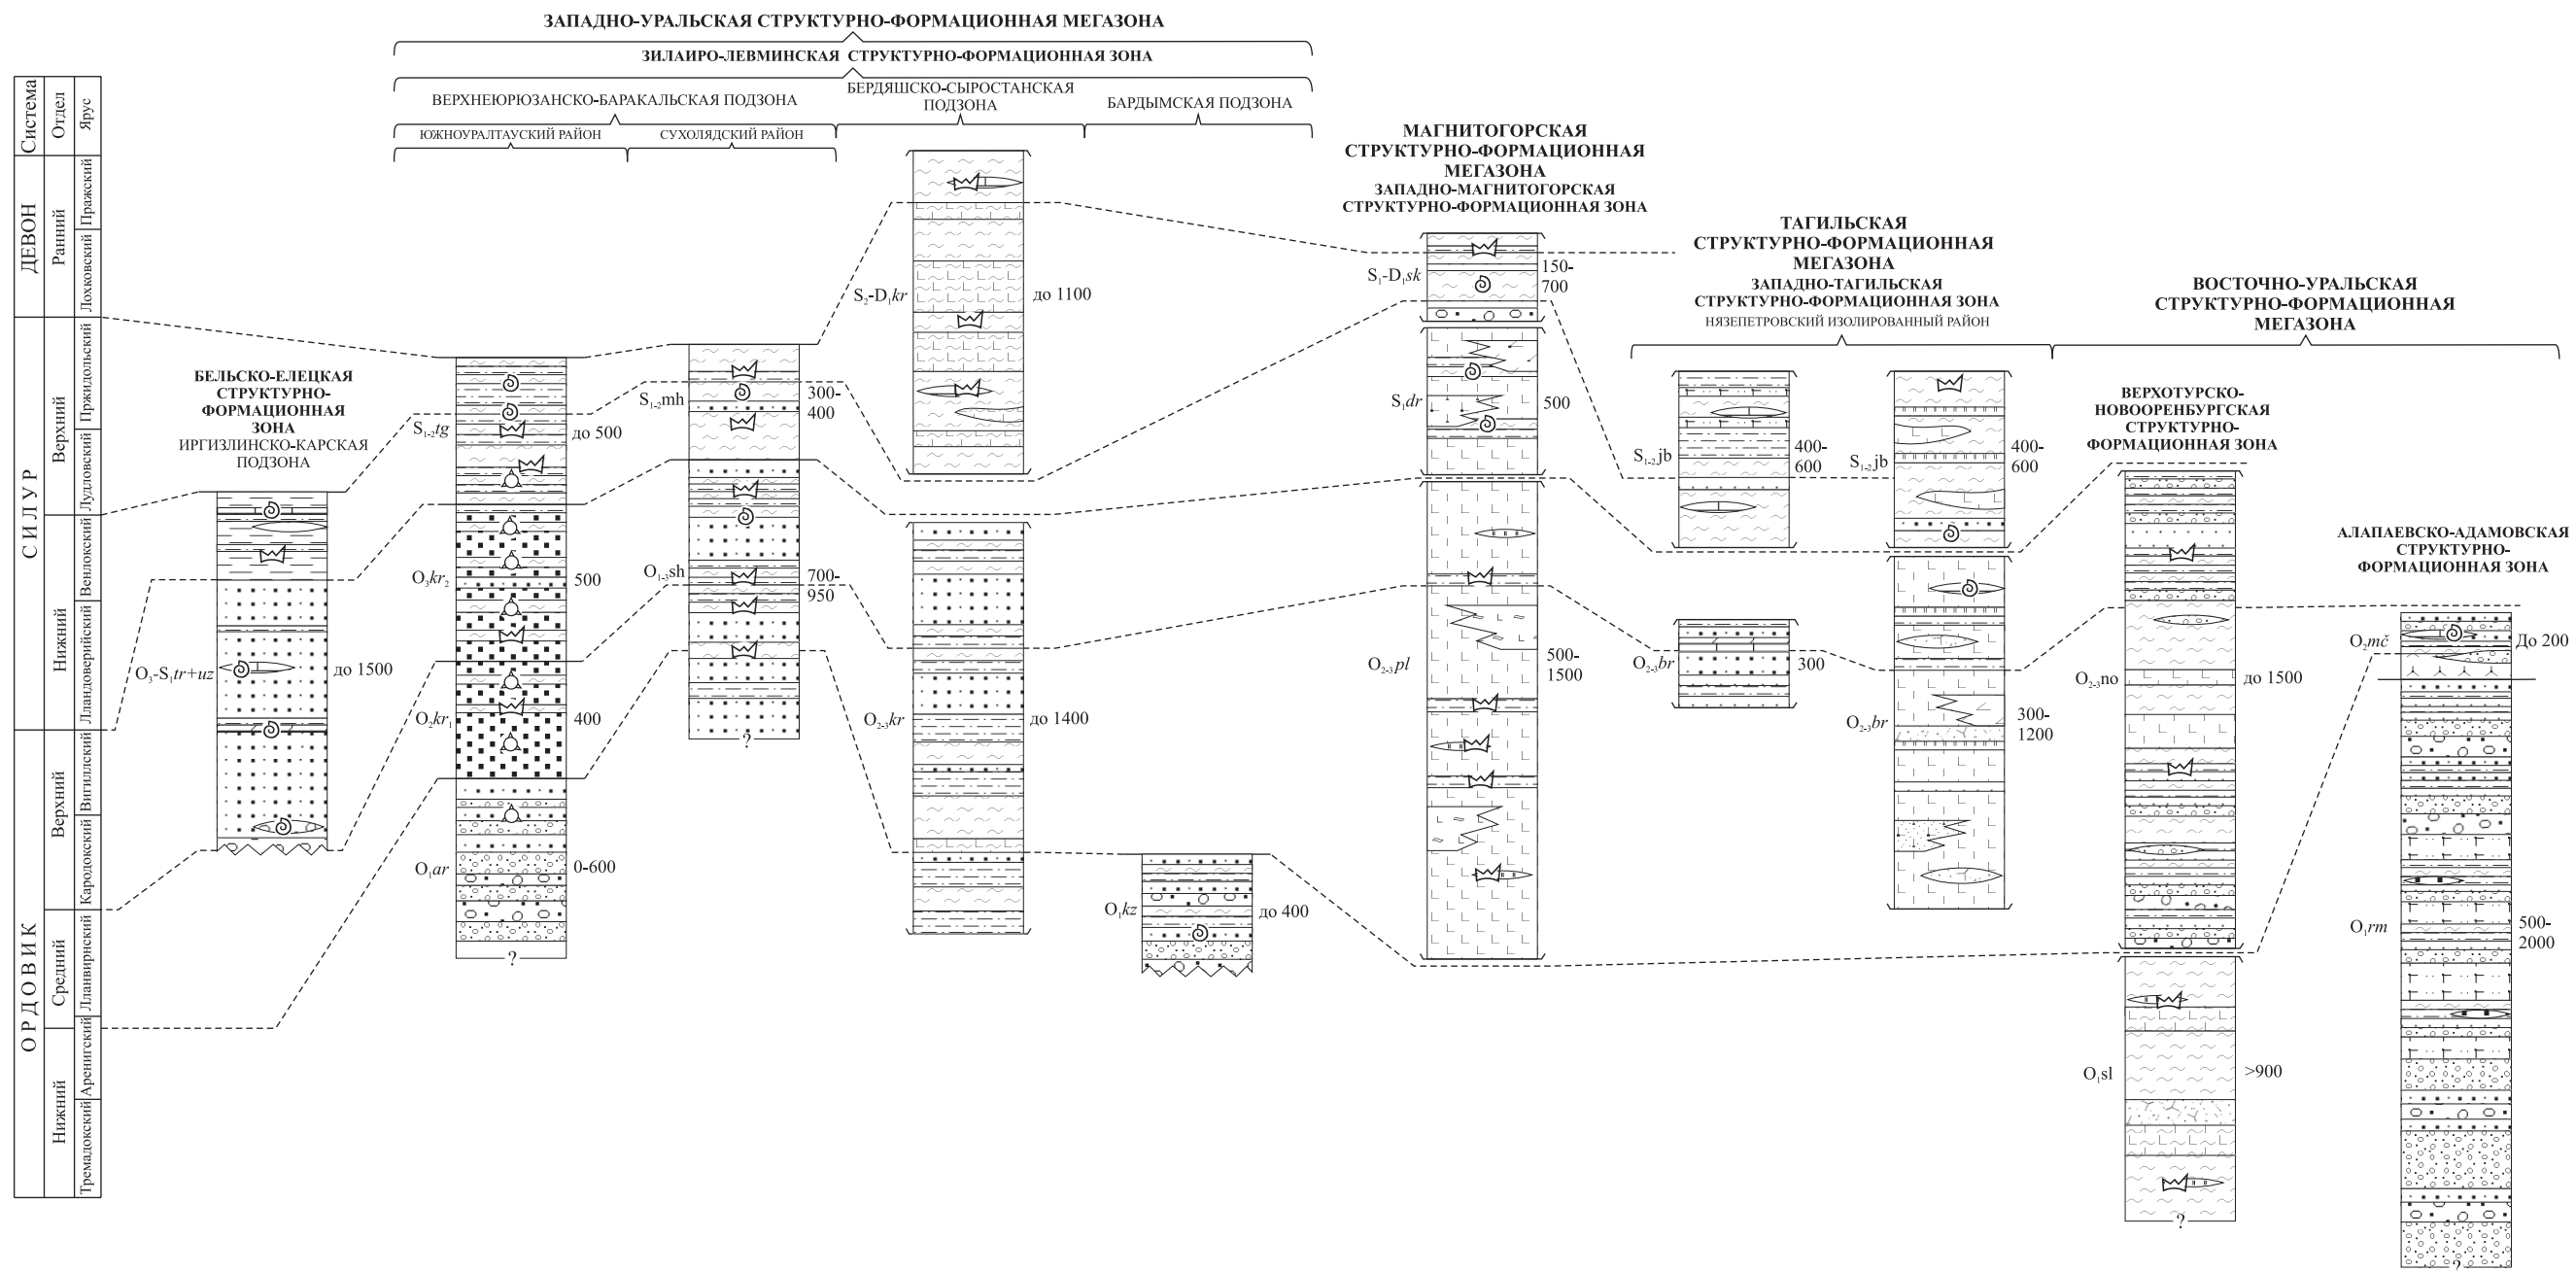 ЗАПАДНО-УРАЛЬСКАЯ СТРУКТУРНО-ФОРМАЦИОННАЯ МЕГАЗОНА
ЗИЛАИРО-ЛЕВМИНСКАЯ СТРУКТУРНО-ФОРМАЦИОННАЯ ЗОНА
ВЕРХНЕЮРЮЗАНСКО-БАРАКАЛЬСКАЯ ПОДЗОНА
БЕРДЯШСКО-СЫРОСТАНСКАЯ
ПОДЗОНА
БАРДЫМСКАЯ ПОДЗОНА
ЮЖНОУРАЛТАУСКИЙ РАЙОН
СУХОЛЯДСКИЙ РАЙОН
Система
Отдел
Ярус
ДЕВОН
Ранний
Пражский
Лохковский
СИЛУР
Верхний
Пржидольский
Лудловский
Нижний
Венлокский
Лландоверийский
ОРДОВИК
Верхний
Вигиллский
Кародокский
Средний
Лланвирнский
Нижний
Аренигский
Тремадокский
БЕЛЬСКО-ЕЛЕЦКАЯ
СТРУКТУРНО-
ФОРМАЦИОННАЯ
ЗОНА
ИРГИЗЛИНСКО-КАРСКАЯ
ПОДЗОНА
O₃-S₁tr+uz
до 1500
S₁₋₂tg
до 500
O₃kr₂
500
O₂kr₁
400
O₁ar
0-600
?
S₁₋₂mh
300-
400
O₁₋₃sh
700-
950
?
S₂-D₁kr
до 1100
O₂₋₃kr
до 1400
O₁kz
до 400
МАГНИТОГОРСКАЯ
СТРУКТУРНО-ФОРМАЦИОННАЯ
МЕГАЗОНА
ЗАПАДНО-МАГНИТОГОРСКАЯ
СТРУКТУРНО-ФОРМАЦИОННАЯ ЗОНА
S₁-D₁sk
150-
700
S₁dr
500
O₂₋₃pl
500-
1500
ТАГИЛЬСКАЯ
СТРУКТУРНО-ФОРМАЦИОННАЯ
МЕГАЗОНА
ЗАПАДНО-ТАГИЛЬСКАЯ
СТРУКТУРНО-ФОРМАЦИОННАЯ ЗОНА
НЯЗЕПЕТРОВСКИЙ ИЗОЛИРОВАННЫЙ РАЙОН
S₁₋₂jb
400-
600
O₂₋₃br
300
S₁₋₂jb
400-
600
O₂₋₃br
300-
1200
ВОСТОЧНО-УРАЛЬСКАЯ
СТРУКТУРНО-ФОРМАЦИОННАЯ
МЕГАЗОНА
ВЕРХОТУРСКО-
НОВООРЕНБУРГСКАЯ
СТРУКТУРНО-
ФОРМАЦИОННАЯ ЗОНА
O₂₋₃no
до 1500
O₁sl
>900
?
АЛАПАЕВСКО-АДАМОВСКАЯ
СТРУКТУРНО-
ФОРМАЦИОННАЯ ЗОНА
O₂mč
До 200
O₁rm
500-
2000
?